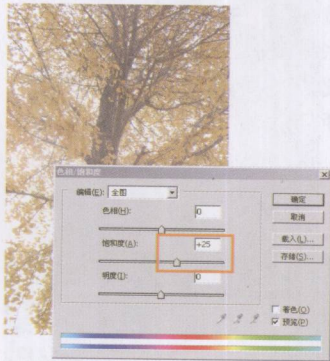 色相/饱和度
编辑(E): 全图
色相(H): 0
饱和度(A): +25
明度(I): 0
确定
取消
载入(L)...
存储(S)...
着色(O)
预览(P)